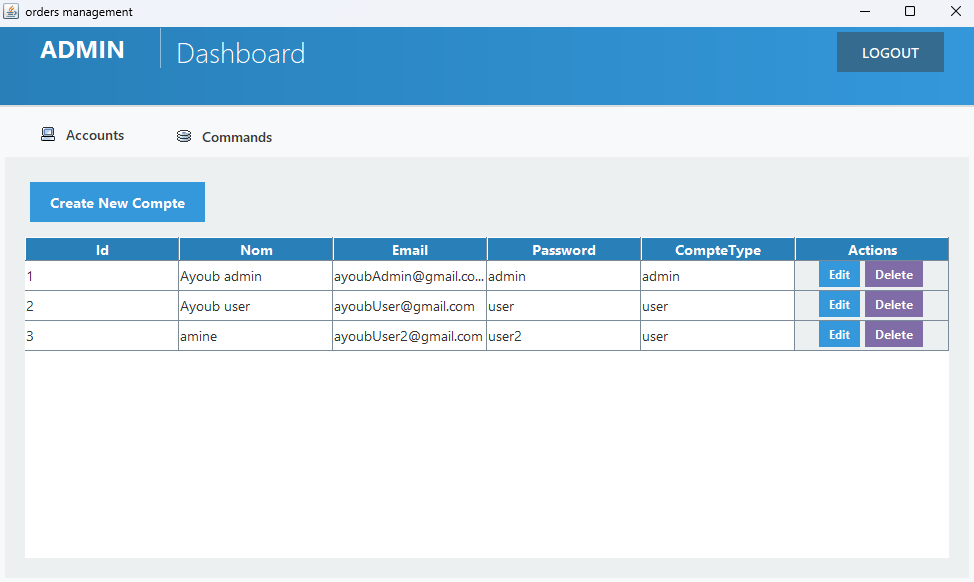 orders management
ADMIN Dashboard LOGOUT
Accounts Commands
Create New Compte
Id Nom Email Password CompteType Actions
1 Ayoub admin ayoubAdmin@gmail.co... admin admin Edit Delete
2 Ayoub user ayoubUser@gmail.com user user Edit Delete
3 amine ayoubUser2@gmail.com user2 user Edit Delete